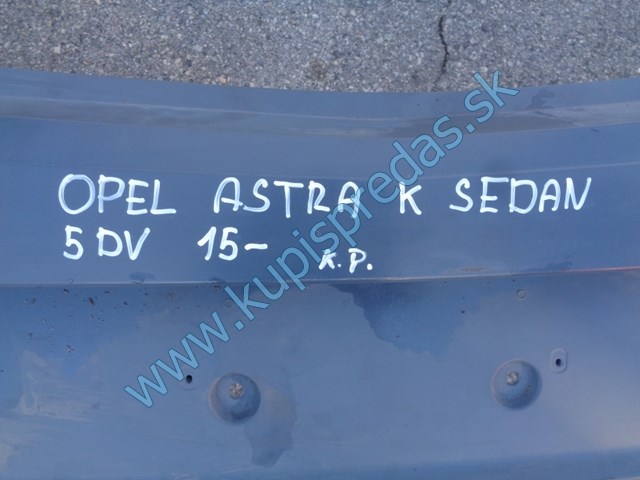 OPEL ASTRA K SEDAN
5DV 15- K.P.
www.kupispredas.sk